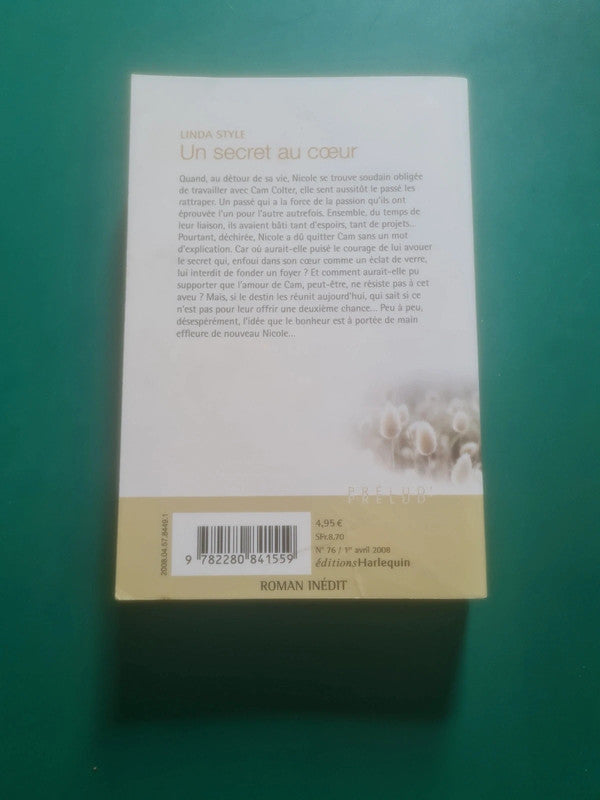 LINDA STYLE
Un secret au cœur
Quand, au détour de sa vie, Nicole se trouve soudain obligée
de travailler avec Cam Colter, elle sent aussitôt le passé les
rattraper. Un passé qui a la force de la passion qu'ils ont
éprouvée l'un pour l'autre autrefois. Ensemble, du temps de
leur liaison, ils avaient bâti tant d'espoirs, tant de projets...
Pourtant, déchirée, Nicole a dû quitter Cam sans un mot
d'explication. Car où aurait-elle puisé le courage de lui avouer
le secret qui, enfoui dans son cœur comme un éclat de verre,
lui interdit de fonder un foyer ? Et comment aurait-elle pu
supporter que l'amour de Cam, peut-être, ne résiste pas à cet
aveu ? Mais, si le destin les réunit aujourd'hui, qui sait si ce
n'est pas pour leur offrir une deuxième chance... Peu à peu,
désespérément, l'idée que le bonheur est à portée de main
effleure de nouveau Nicole...
PRÉLUD'
PRÉLUD'
2008.04.57.8449.1
9 782280 841559
4,95 €
SFr.8,70
N° 76 / 1er avril 2008
éditionsHarlequin
ROMAN INÉDIT